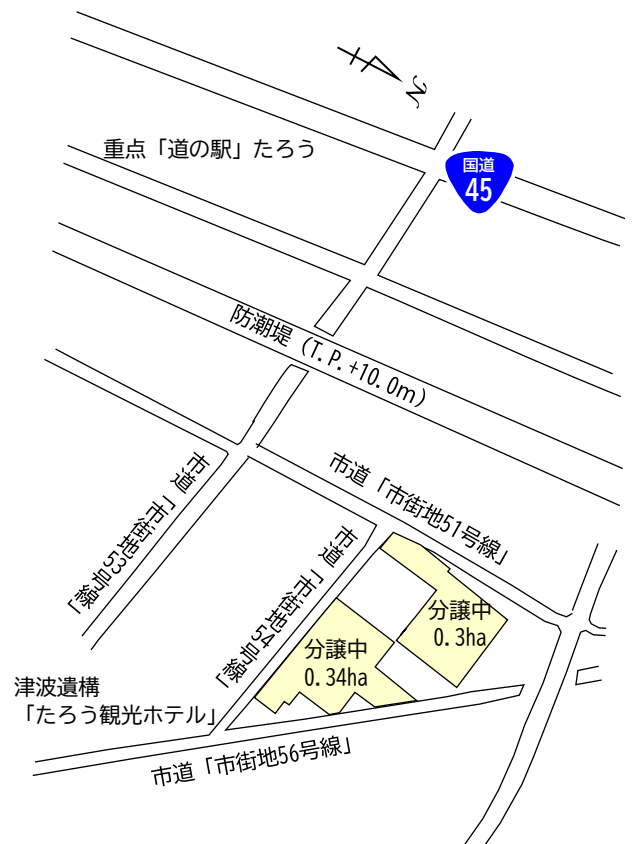 N
重点「道の駅」たろう
国道
45
防潮堤（T.P.+10.0m）
市道「市街地51号線」
市道「市街地53号線」
市道「市街地54号線」
分譲中
0.3ha
分譲中
0.34ha
津波遺構
「たろう観光ホテル」
市道「市街地56号線」